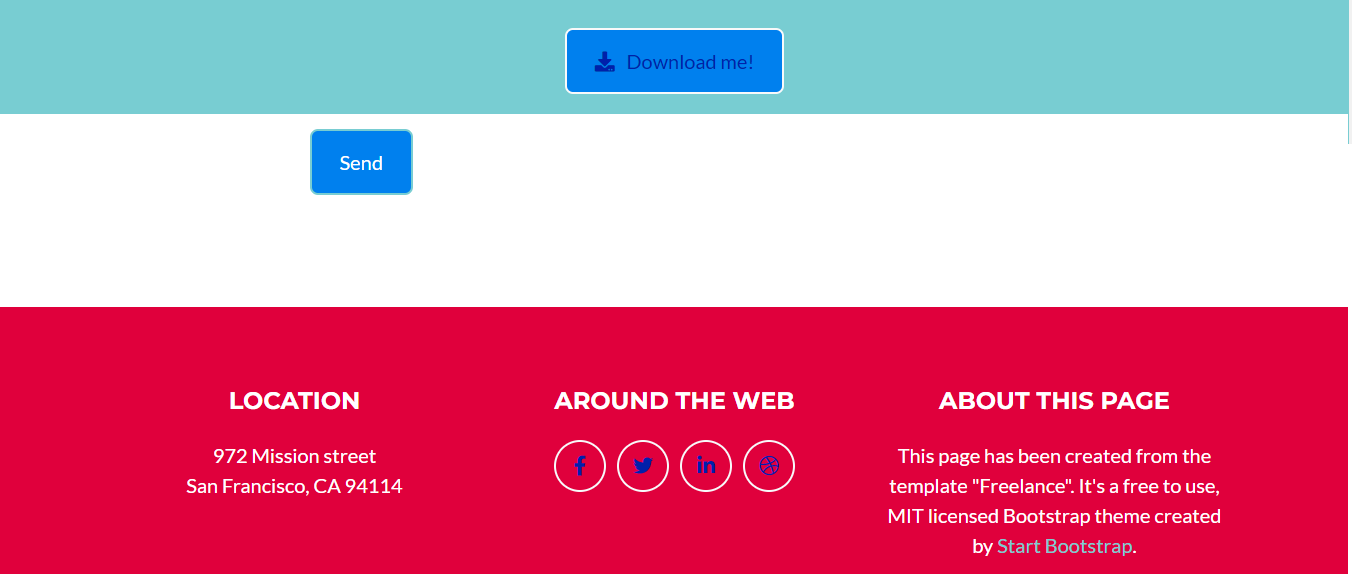 Download me!
Send
LOCATION
972 Mission street
San Francisco, CA 94114
AROUND THE WEB
ABOUT THIS PAGE
This page has been created from the
template "Freelance". It's a free to use,
MIT licensed Bootstrap theme created
by Start Bootstrap.